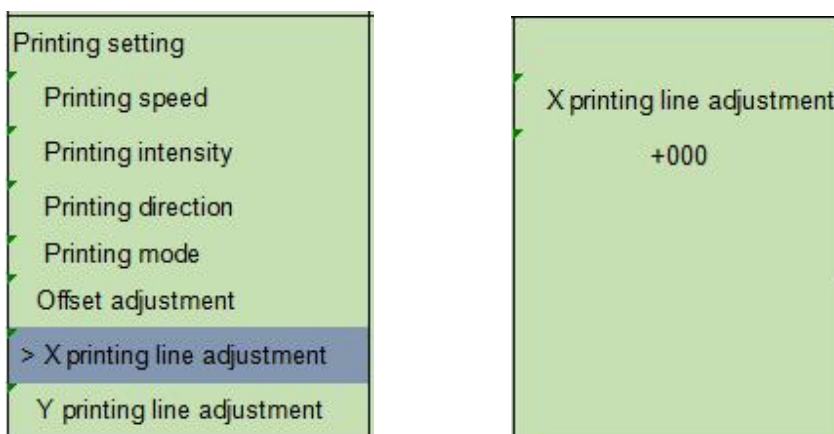 Printing setting
Printing speed
Printing intensity
Printing direction
Printing mode
Offset adjustment
> X printing line adjustment
Y printing line adjustment
X printing line adjustment
+000